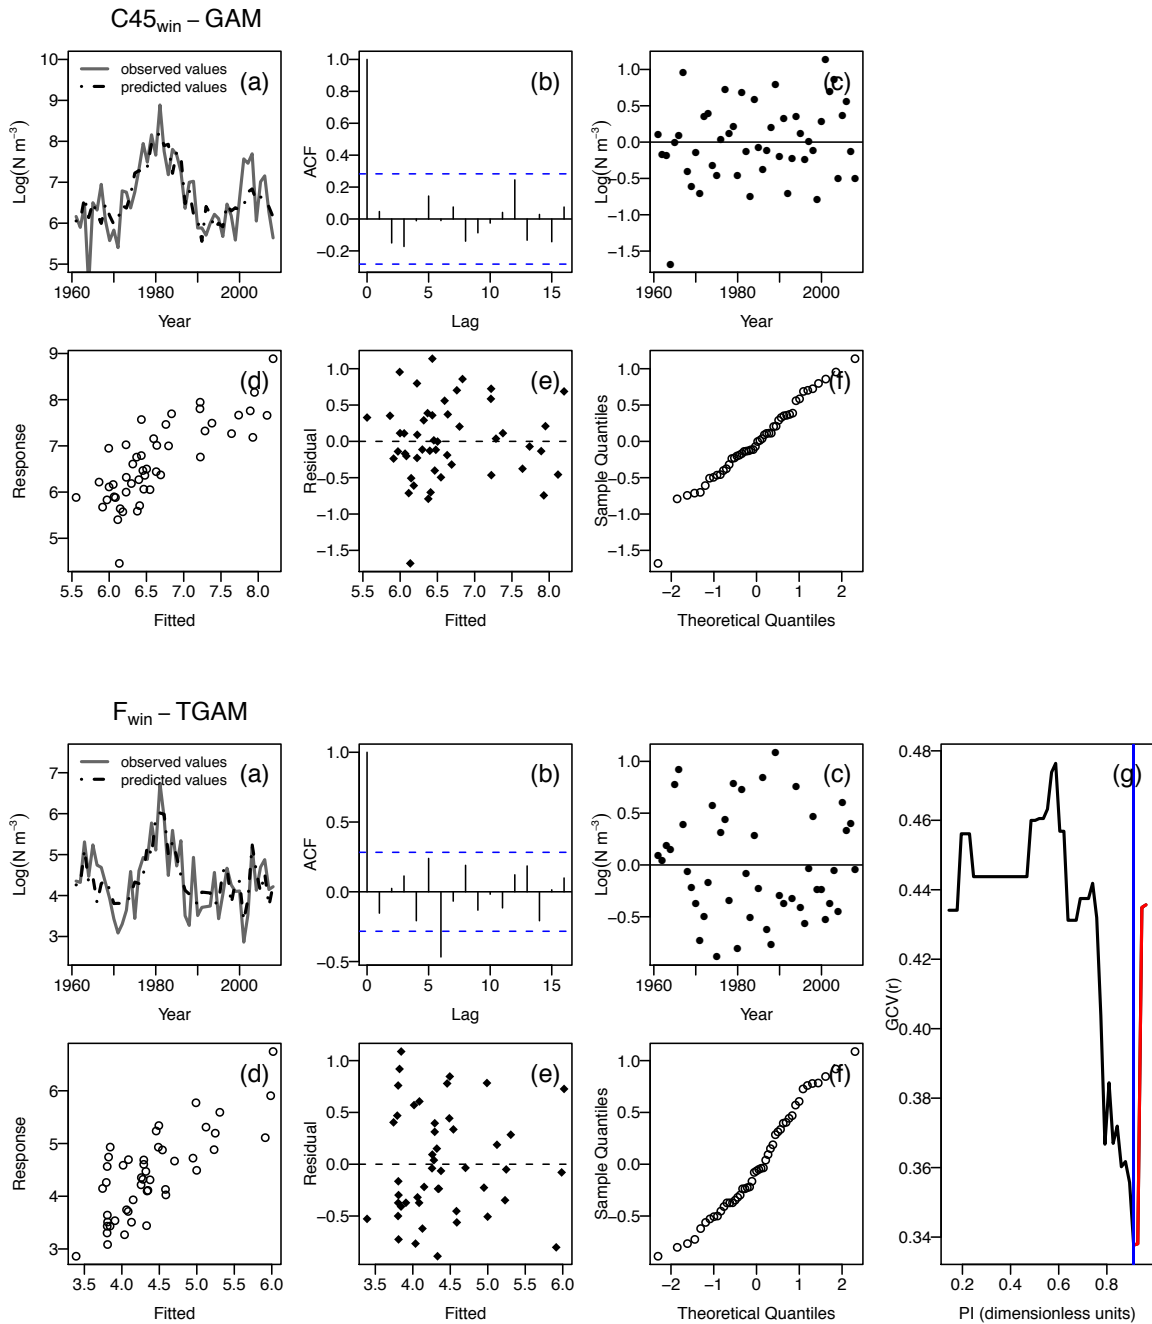 C45win – GAM
observed values
predicted values
(a)
Log(N m−3)
10
9
8
7
6
5
1960
1980
2000
Year
(b)
ACF
1.0
0.8
0.6
0.4
0.2
0.0
−0.2
0
5
10
15
Lag
(c)
Log(N m−3)
1.0
0.5
0.0
−0.5
−1.0
−1.5
1960
1980
2000
Year
(d)
Response
9
8
7
6
5
5.5
6.0
6.5
7.0
7.5
8.0
Fitted
(e)
Residual
1.0
0.5
0.0
−0.5
−1.0
−1.5
5.5
6.0
6.5
7.0
7.5
8.0
Fitted
(f)
Sample Quantiles
1.0
0.5
0.0
−0.5
−1.0
−1.5
−2
−1
0
1
2
Theoretical Quantiles
Fwin – TGAM
observed values
predicted values
(a)
Log(N m−3)
7
6
5
4
3
1960
1980
2000
Year
(b)
ACF
1.0
0.5
0.0
−0.5
0
5
10
15
Lag
(c)
Log(N m−3)
1.0
0.5
0.0
−0.5
1960
1980
2000
Year
(g)
GCV(r)
0.48
0.46
0.44
0.42
0.40
0.38
0.36
0.34
0.2
0.4
0.6
0.8
PI (dimensionless units)
(d)
Response
6
5
4
3
3.5
4.0
4.5
5.0
5.5
6.0
Fitted
(e)
Residual
1.0
0.5
0.0
−0.5
3.5
4.0
4.5
5.0
5.5
6.0
Fitted
(f)
Sample Quantiles
1.0
0.5
0.0
−0.5
−2
−1
0
1
2
Theoretical Quantiles